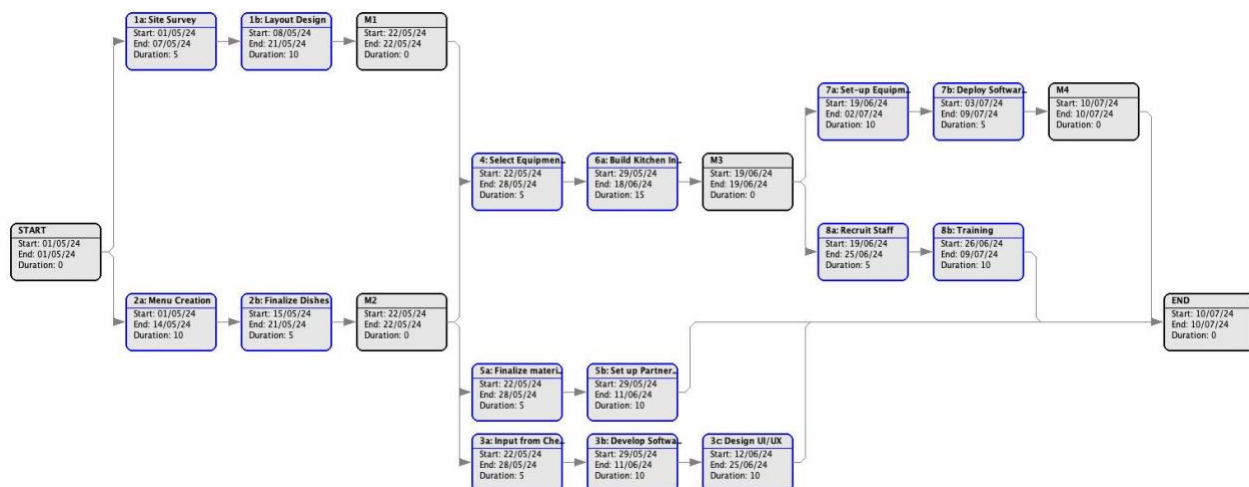 1a: Site Survey
Start: 01/05/24
End: 07/05/24
Duration: 5
1b: Layout Design
Start: 08/05/24
End: 21/05/24
Duration: 10
M1
Start: 22/05/24
End: 22/05/24
Duration: 0
7a: Set-up Equipm..
Start: 19/06/24
End: 02/07/24
Duration: 10
7b: Deploy Softwar..
Start: 03/07/24
End: 09/07/24
Duration: 5
M4
Start: 10/07/24
End: 10/07/24
Duration: 0
4: Select Equipmen..
Start: 22/05/24
End: 28/05/24
Duration: 5
6a: Build Kitchen In..
Start: 29/05/24
End: 18/06/24
Duration: 15
M3
Start: 19/06/24
End: 19/06/24
Duration: 0
START
Start: 01/05/24
End: 01/05/24
Duration: 0
8a: Recruit Staff
Start: 19/06/24
End: 25/06/24
Duration: 5
8b: Training
Start: 26/06/24
End: 09/07/24
Duration: 10
2a: Menu Creation
Start: 01/05/24
End: 14/05/24
Duration: 10
2b: Finalize Dishes
Start: 15/05/24
End: 21/05/24
Duration: 5
M2
Start: 22/05/24
End: 22/05/24
Duration: 0
END
Start: 10/07/24
End: 10/07/24
Duration: 0
5a: Finalize materi..
Start: 22/05/24
End: 28/05/24
Duration: 5
5b: Set up Partner..
Start: 29/05/24
End: 11/06/24
Duration: 10
3a: Input from Che..
Start: 22/05/24
End: 28/05/24
Duration: 5
3b: Develop Softwa..
Start: 29/05/24
End: 11/06/24
Duration: 10
3c: Design UI/UX
Start: 12/06/24
End: 25/06/24
Duration: 10